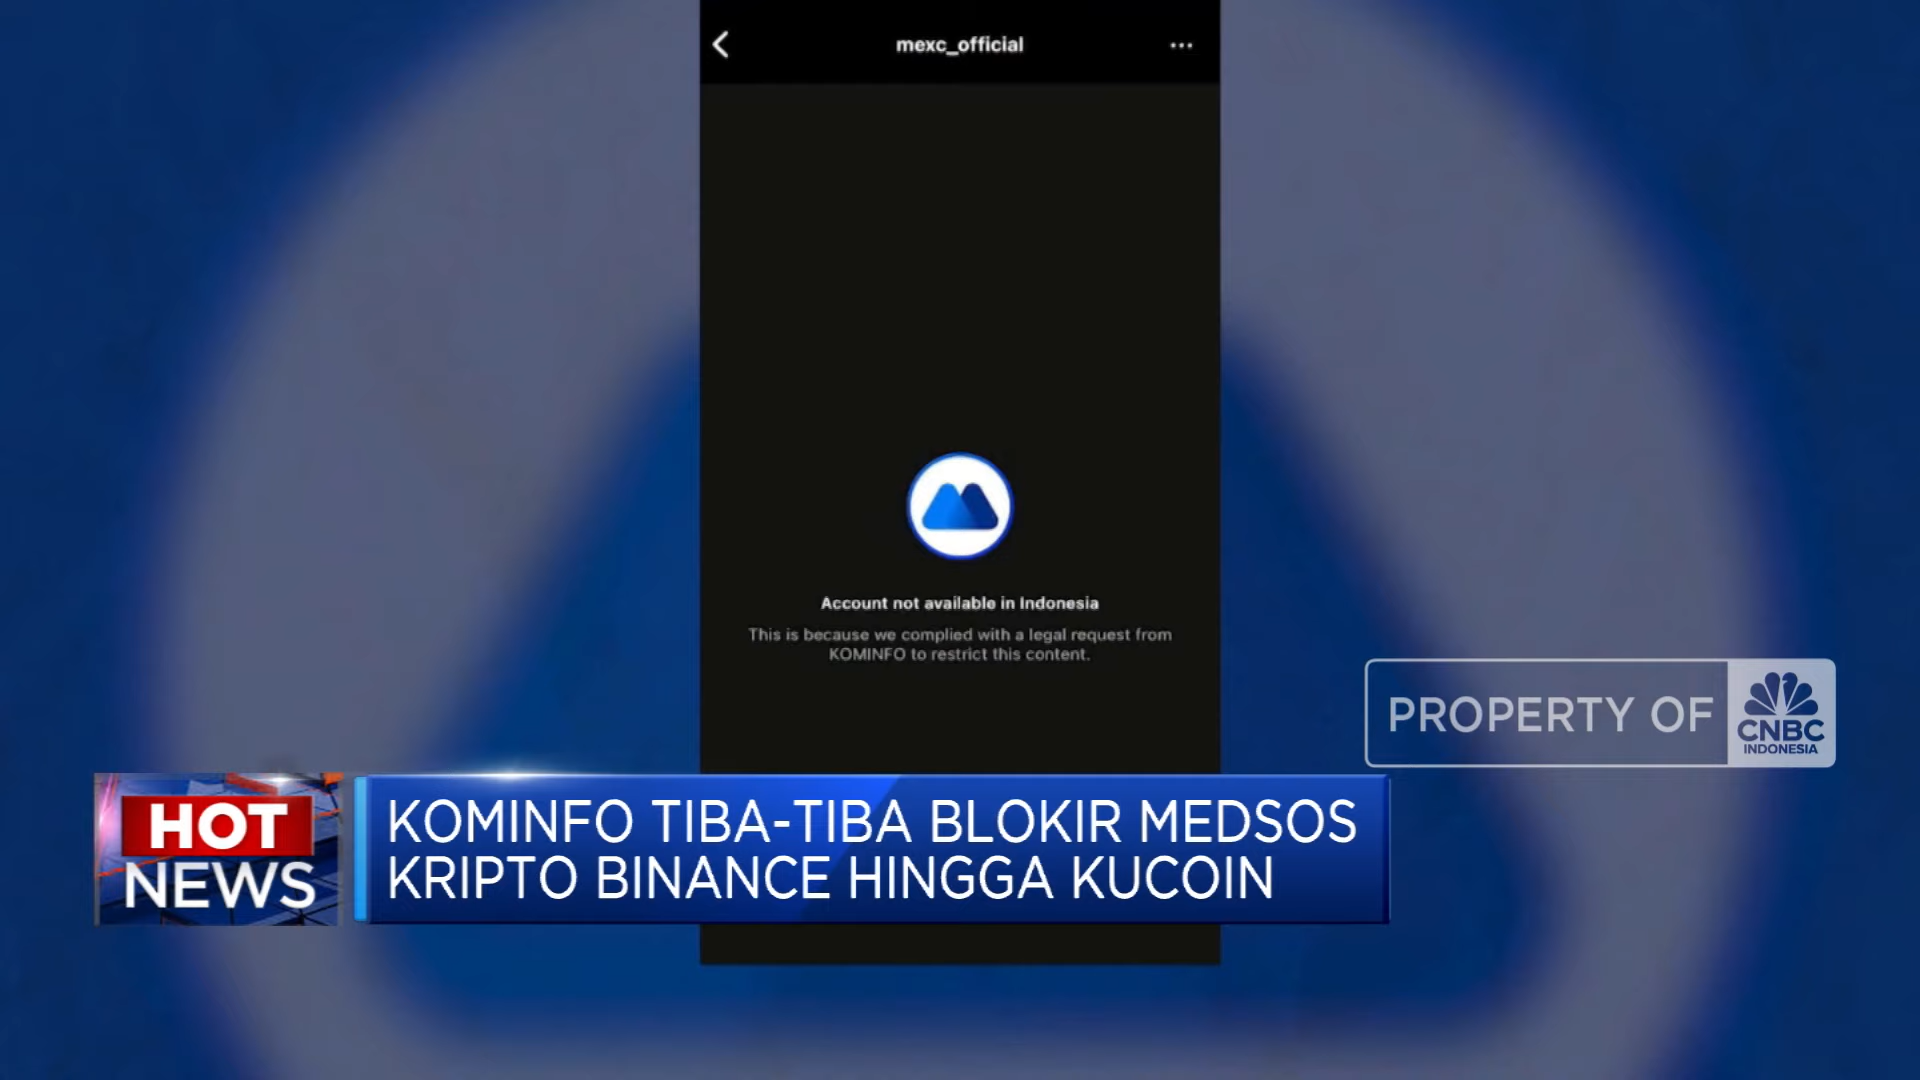 mexc_official
Account not available in Indonesia
This is because we complied with a legal request from
KOMINFO to restrict this content.
PROPERTY OF
CNBC
INDONESIA
HOT
NEWS
KOMINFO TIBA-TIBA BLOKIR MEDSOS
KRIPTO BINANCE HINGGA KUCOIN